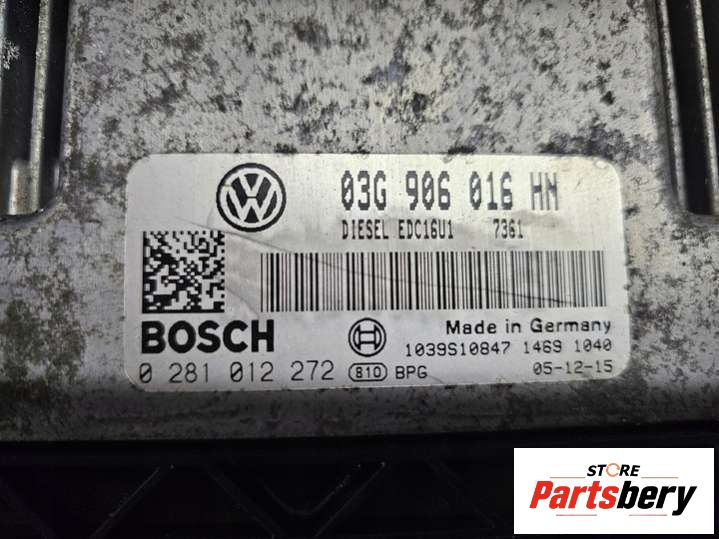 03G 906 016 HN
DIESEL EDC16U1 7361
BOSCH
Made in Germany
1039S10847 1469 1040
0 281 012 272 810 BPG 05-12-15
STORE
Partsbery